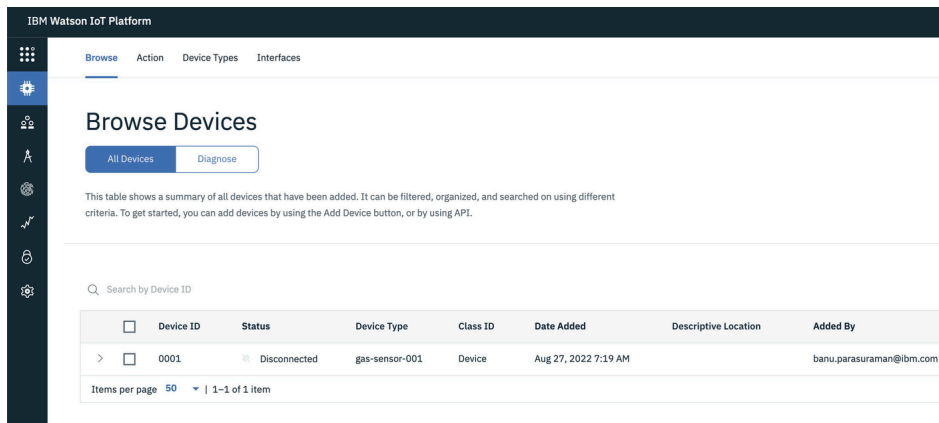 IBM Watson IoT Platform
Browse Action Device Types Interfaces
Browse Devices
All Devices Diagnose
This table shows a summary of all devices that have been added. It can be filtered, organized, and searched on using different
criteria. To get started, you can add devices by using the Add Device button, or by using API.
Search by Device ID
Device ID Status Device Type Class ID Date Added Descriptive Location Added By
0001 Disconnected gas-sensor-001 Device Aug 27, 2022 7:19 AM banu.parasuraman@ibm.com
Items per page 50 | 1–1 of 1 item